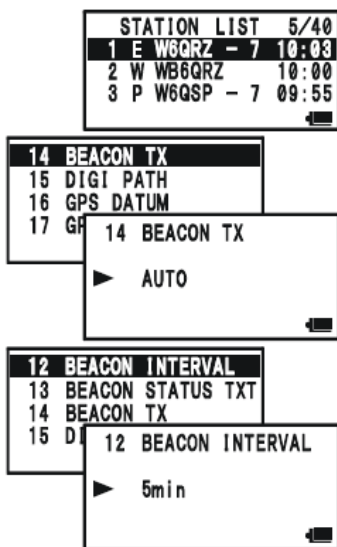 STATION LIST 5/40
1 E W6QRZ - 7 10:03
2 W WB6QRZ 10:00
3 P W6QSP - 7 09:55
14 BEACON TX
15 DIGI PATH
16 GPS DATUM
17 GP
14 BEACON TX
▶ AUTO
12 BEACON INTERVAL
13 BEACON STATUS TXT
14 BEACON TX
15 DI
12 BEACON INTERVAL
▶ 5min